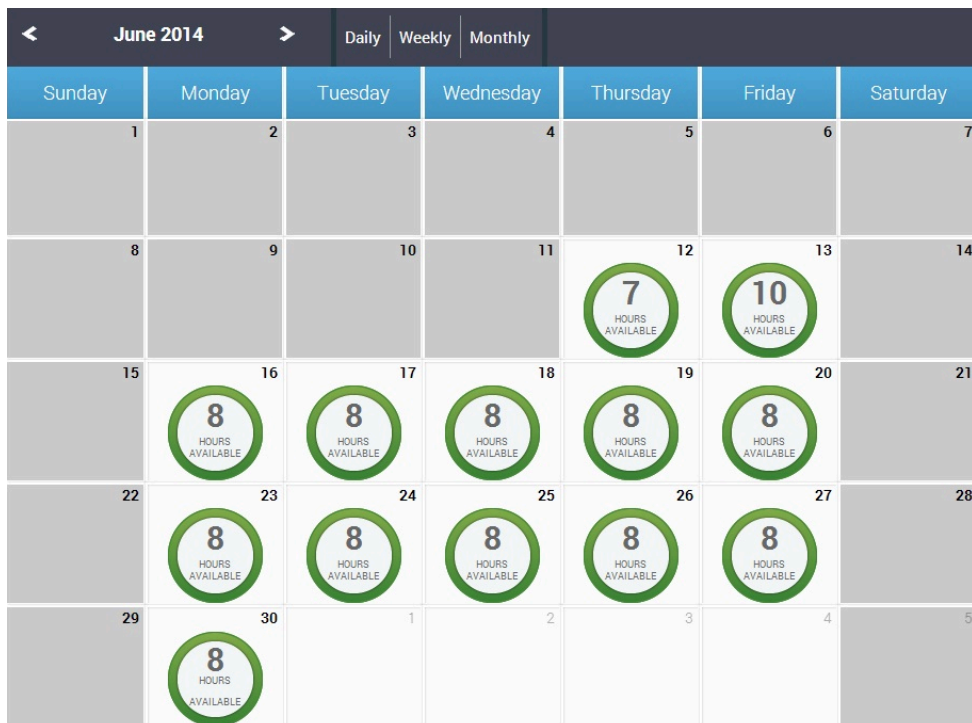 June 2014 Daily Weekly Monthly
Sunday Monday Tuesday Wednesday Thursday Friday Saturday
1 2 3 4 5 6 7
8 9 10 11 12 13 14
7 10
HOURS HOURS
AVAILABLE AVAILABLE
15 16 17 18 19 20 21
8 8 8 8 8
HOURS HOURS HOURS HOURS HOURS
AVAILABLE AVAILABLE AVAILABLE AVAILABLE AVAILABLE
22 23 24 25 26 27 28
8 8 8 8 8
HOURS HOURS HOURS HOURS HOURS
AVAILABLE AVAILABLE AVAILABLE AVAILABLE AVAILABLE
29 30 1 2 3 4 5
8
HOURS
AVAILABLE